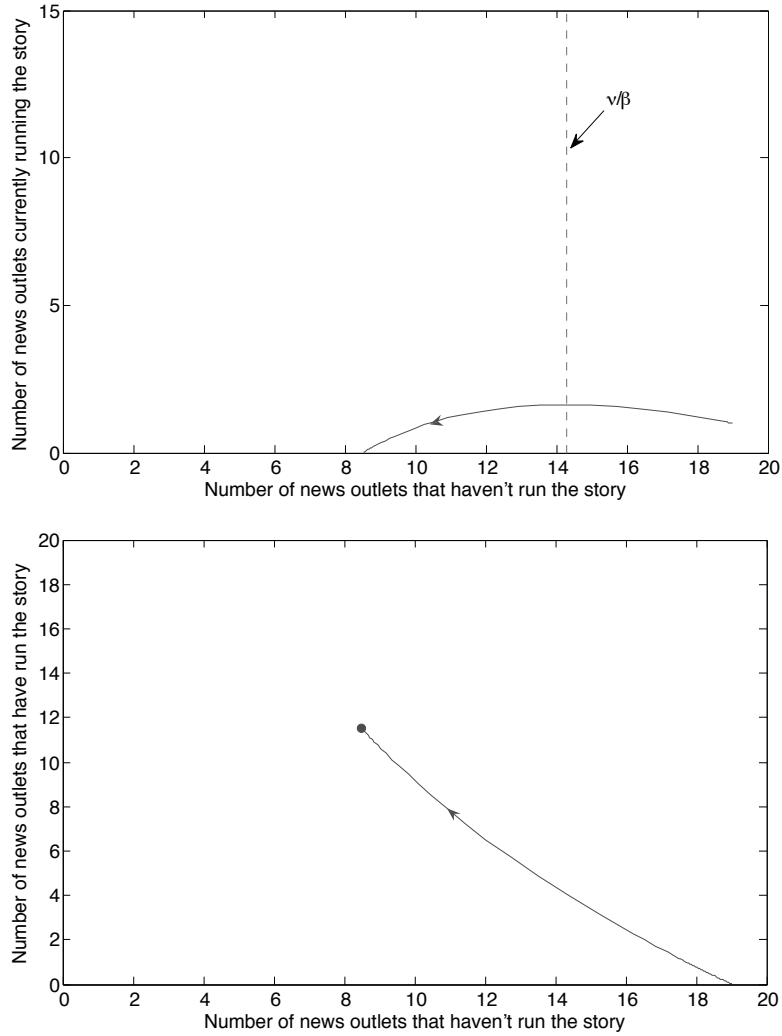 15
10
5
0
Number of news outlets currently running the story
ν/β
0 2 4 6 8 10 12 14 16 18 20
Number of news outlets that haven't run the story
20
18
16
14
12
10
8
6
4
2
0
Number of news outlets that have run the story
0 2 4 6 8 10 12 14 16 18 20
Number of news outlets that haven't run the story